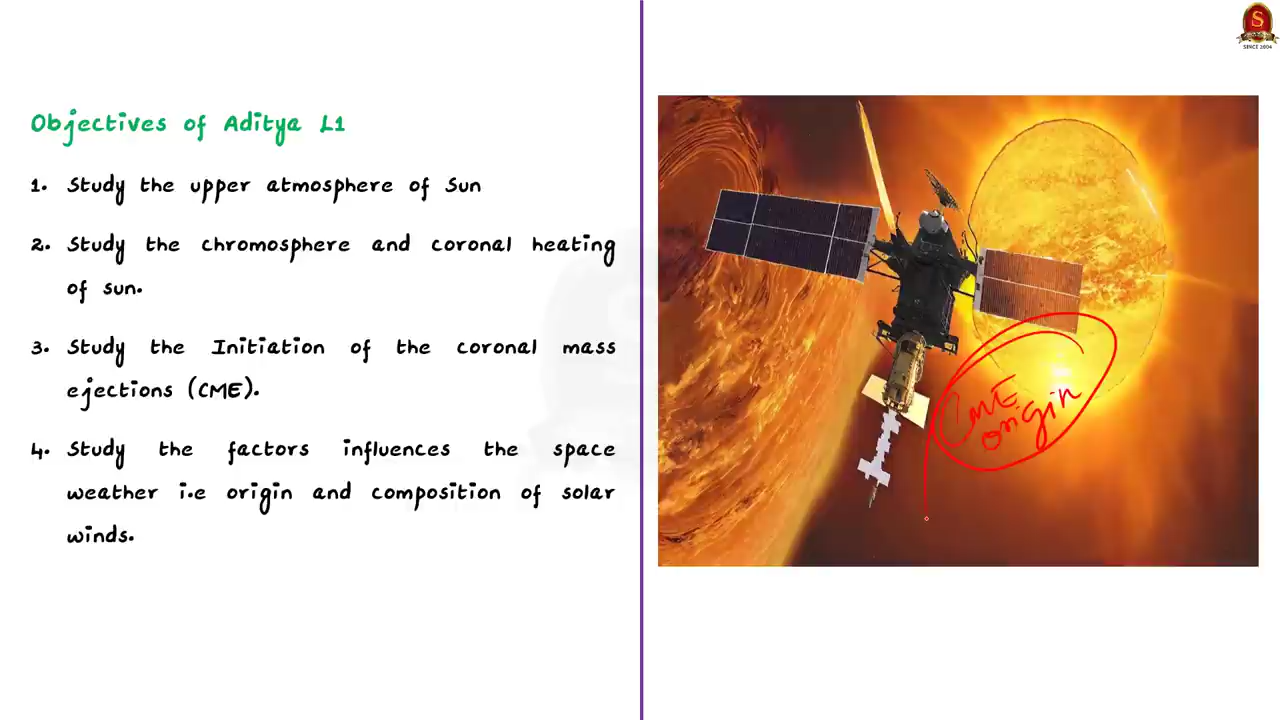 Objectives of Aditya L1
1. Study the upper atmosphere of Sun
2. Study the chromosphere and coronal heating
of sun.
3. Study the Initiation of the coronal mass
ejections (CME).
4. Study the factors influences the space
weather i.e origin and composition of solar
winds.
S
SINCE 2004
CME
origin